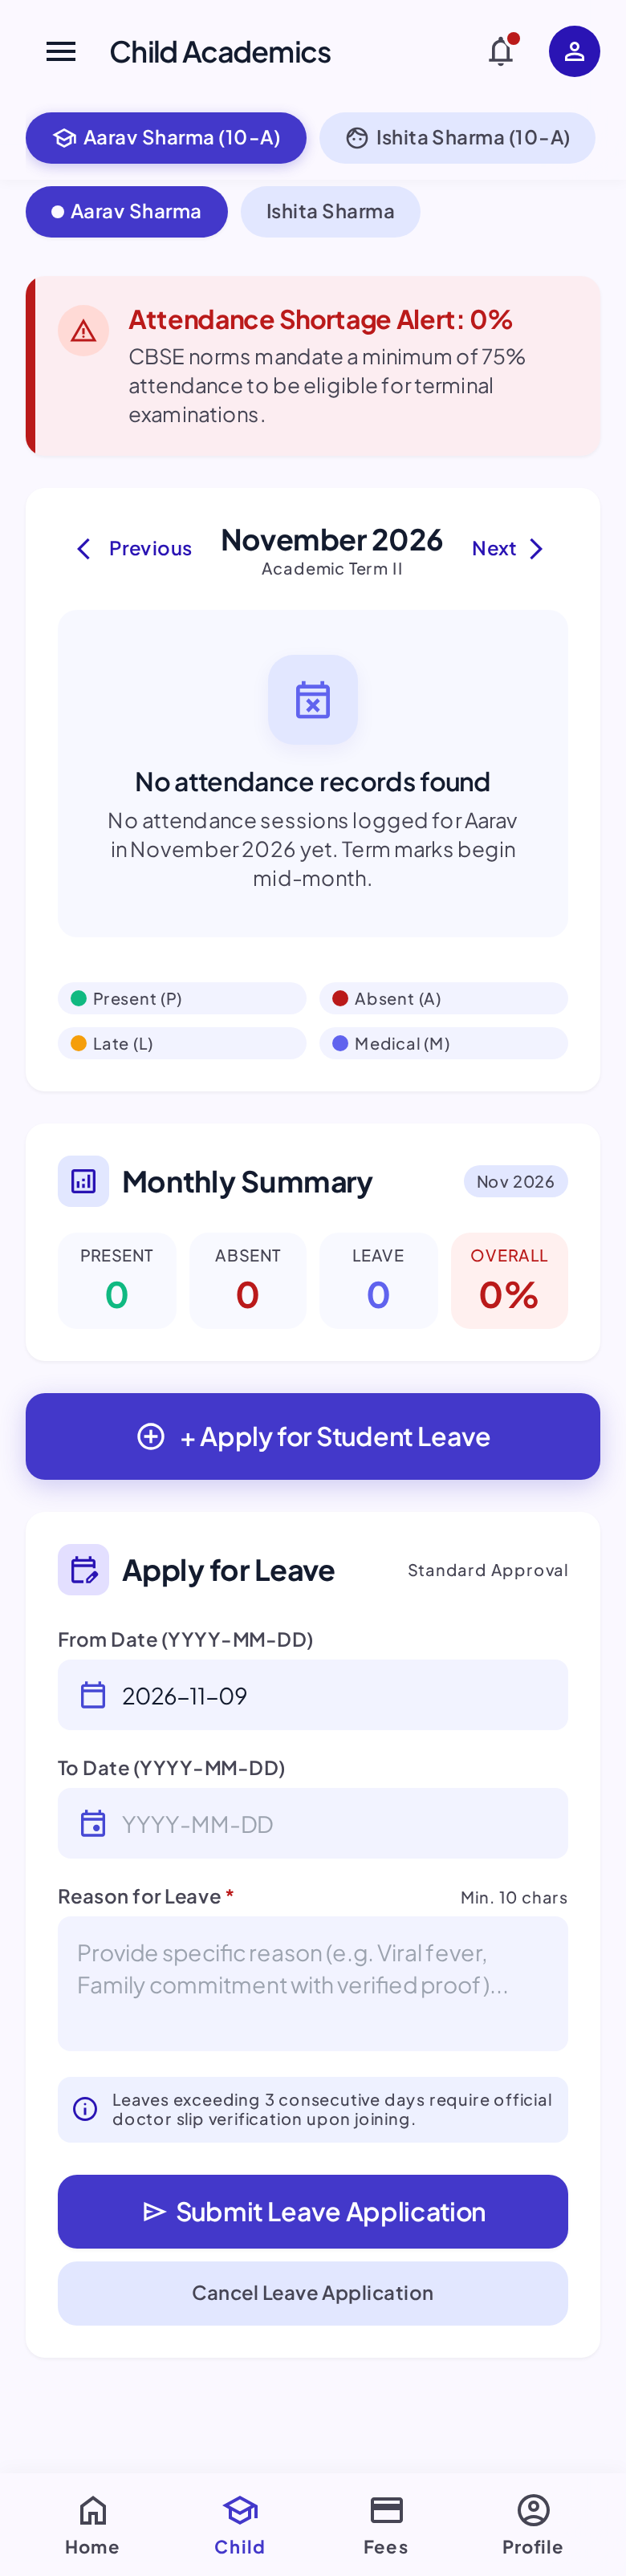 Child Academics
Aarav Sharma (10-A)
Ishita Sharma (10-A)
Aarav Sharma
Ishita Sharma
Attendance Shortage Alert: 0%
CBSE norms mandate a minimum of 75%
attendance to be eligible for terminal
examinations.
Previous
November 2026
Next
Academic Term II
No attendance records found
No attendance sessions logged for Aarav
in November 2026 yet. Term marks begin
mid-month.
Present (P)
Absent (A)
Late (L)
Medical (M)
Monthly Summary
Nov 2026
PRESENT
0
ABSENT
0
LEAVE
0
OVERALL
0%
+ Apply for Student Leave
Apply for Leave
Standard Approval
From Date (YYYY-MM-DD)
2026-11-09
To Date (YYYY-MM-DD)
YYYY-MM-DD
Reason for Leave *
Min. 10 chars
Provide specific reason (e.g. Viral fever,
Family commitment with verified proof)...
Leaves exceeding 3 consecutive days require official
doctor slip verification upon joining.
Submit Leave Application
Cancel Leave Application
Home
Child
Fees
Profile